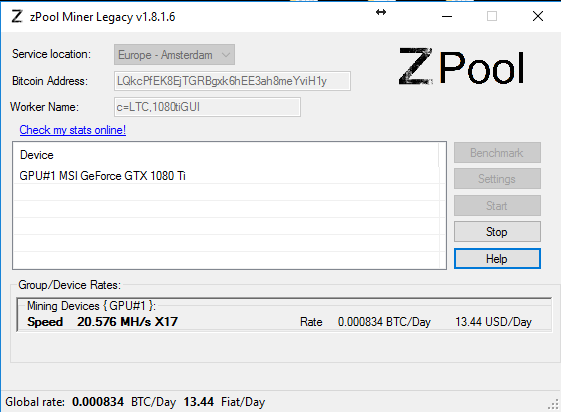 Z zPool Miner Legacy v1.8.1.6
Service location: Europe - Amsterdam
Bitcoin Address: LQkcPfEK8EjTGRBgxk6hEE3ah8meYviH1y
Worker Name: c=LTC,1080tiGUI
ZPool
Check my stats online!
Device
GPU#1 MSI GeForce GTX 1080 Ti
Benchmark
Settings
Start
Stop
Help
Group/Device Rates:
Mining Devices { GPU#1 }:
Speed 20.576 MH/s X17 Rate 0.000834 BTC/Day 13.44 USD/Day
Global rate: 0.000834 BTC/Day 13.44 Fiat/Day